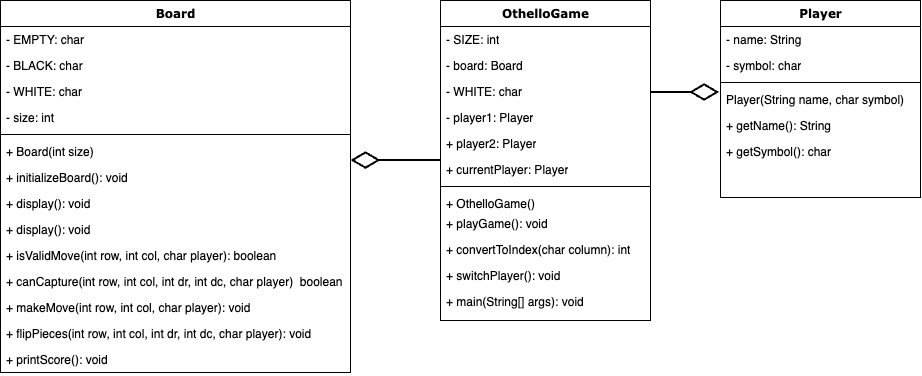 Board
- EMPTY: char
- BLACK: char
- WHITE: char
- size: int
+ Board(int size)
+ initializeBoard(): void
+ display(): void
+ display(): void
+ isValidMove(int row, int col, char player): boolean
+ canCapture(int row, int col, int dr, int dc, char player)  boolean
+ makeMove(int row, int col, char player): void
+ flipPieces(int row, int col, int dr, int dc, char player): void
+ printScore(): void
OthelloGame
- SIZE: int
- board: Board
- WHITE: char
- player1: Player
+ player2: Player
+ currentPlayer: Player
+ OthelloGame()
+ playGame(): void
+ convertToIndex(char column): int
+ switchPlayer(): void
+ main(String[] args): void
Player
- name: String
- symbol: char
Player(String name, char symbol)
+ getName(): String
+ getSymbol(): char